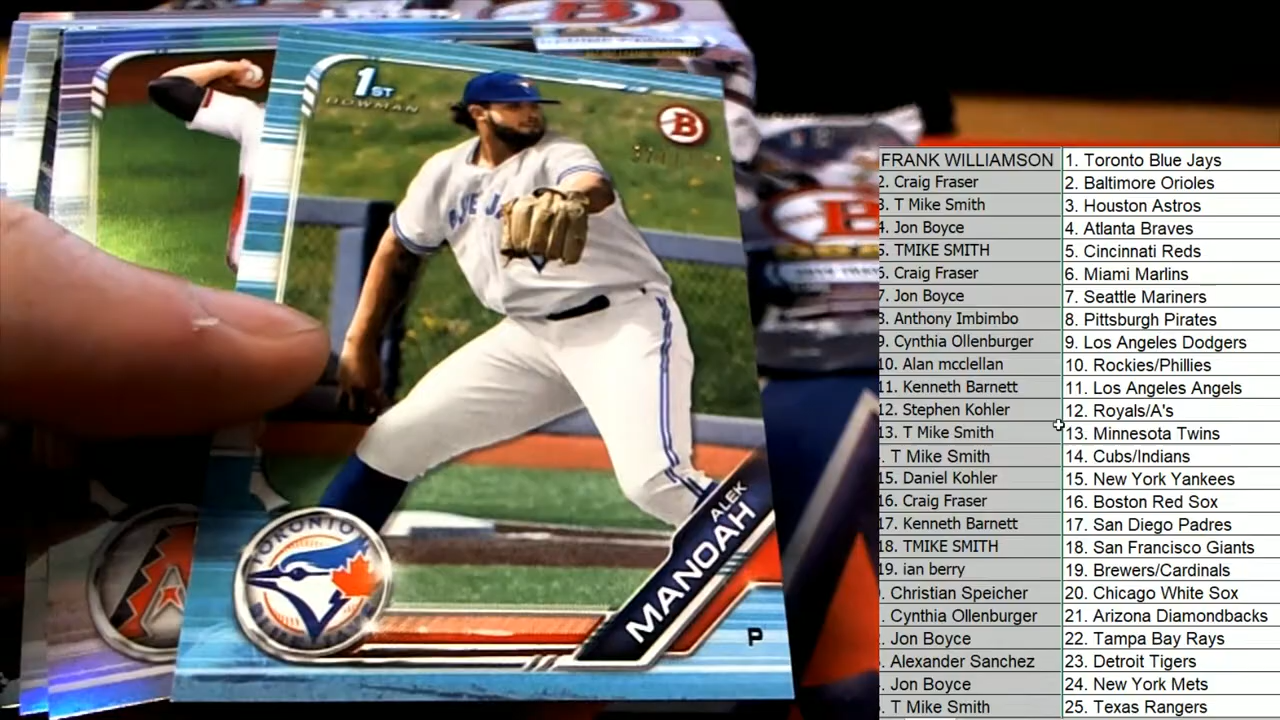 1ST
BOWMAN
B
BLUE JA
TORONTO
BLUE JAYS
ALEK
MANOAH
P
FRANK WILLIAMSON 1. Toronto Blue Jays
2. Craig Fraser 2. Baltimore Orioles
3. T Mike Smith 3. Houston Astros
4. Jon Boyce 4. Atlanta Braves
5. TMIKE SMITH 5. Cincinnati Reds
6. Craig Fraser 6. Miami Marlins
7. Jon Boyce 7. Seattle Mariners
8. Anthony Imbimbo 8. Pittsburgh Pirates
9. Cynthia Ollenburger 9. Los Angeles Dodgers
10. Alan mcclellan 10. Rockies/Phillies
11. Kenneth Barnett 11. Los Angeles Angels
12. Stephen Kohler 12. Royals/A's
13. T Mike Smith 13. Minnesota Twins
. T Mike Smith 14. Cubs/Indians
15. Daniel Kohler 15. New York Yankees
16. Craig Fraser 16. Boston Red Sox
17. Kenneth Barnett 17. San Diego Padres
18. TMIKE SMITH 18. San Francisco Giants
19. ian berry 19. Brewers/Cardinals
. Christian Speicher 20. Chicago White Sox
. Cynthia Ollenburger 21. Arizona Diamondbacks
. Jon Boyce 22. Tampa Bay Rays
. Alexander Sanchez 23. Detroit Tigers
. Jon Boyce 24. New York Mets
. T Mike Smith 25. Texas Rangers